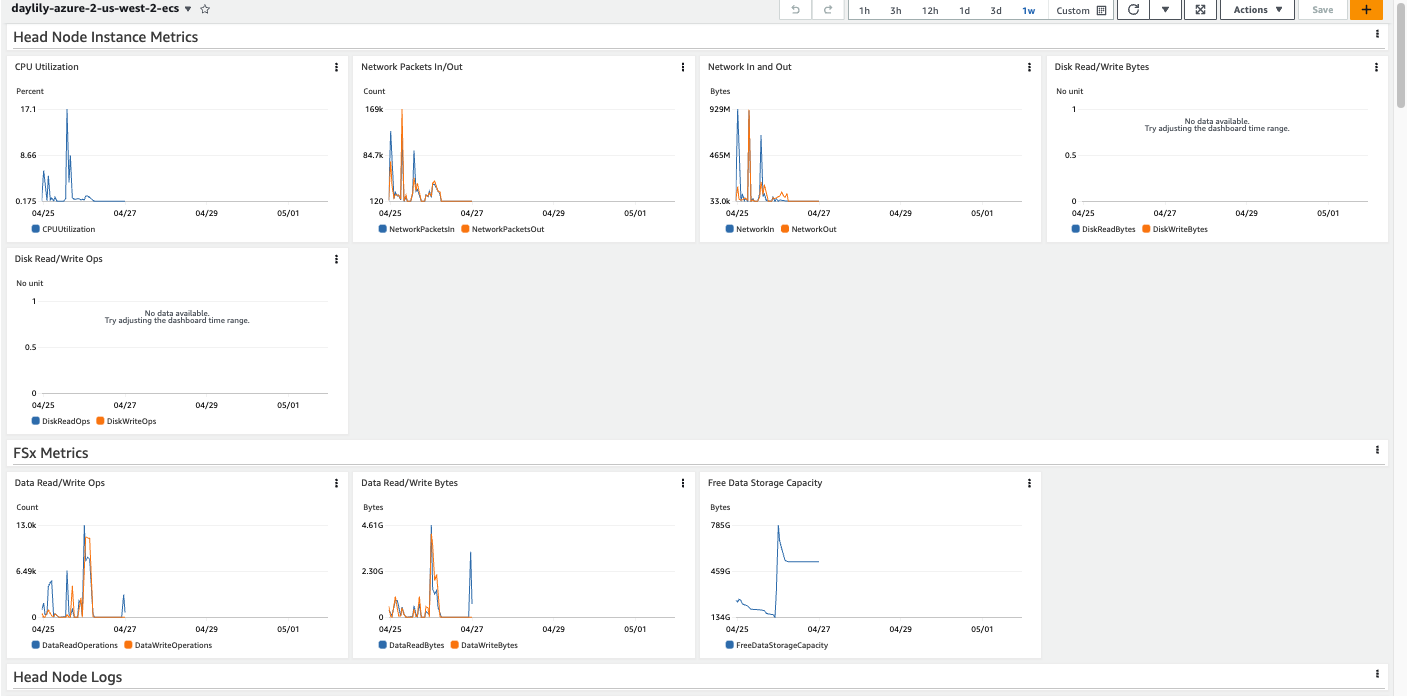 daylily-azure-2-us-west-2-ecs
1h 3h 12h 1d 3d 1w Custom Actions Save
Head Node Instance Metrics
CPU Utilization
Percent
17.1
8.66
0.175
04/25 04/27 04/29 05/01
CPUUtilization
Network Packets In/Out
Count
169k
84.7k
120
04/25 04/27 04/29 05/01
NetworkPacketsIn NetworkPacketsOut
Network In and Out
Bytes
929M
465M
33.0k
04/25 04/27 04/29 05/01
NetworkIn NetworkOut
Disk Read/Write Bytes
No unit
1
No data available.
Try adjusting the dashboard time range.
0.5
0
04/25 04/27 04/29 05/01
DiskReadBytes DiskWriteBytes
Disk Read/Write Ops
No unit
1
No data available.
Try adjusting the dashboard time range.
0.5
0
04/25 04/27 04/29 05/01
DiskReadOps DiskWriteOps
FSx Metrics
Data Read/Write Ops
Count
13.0k
6.49k
0
04/25 04/27 04/29 05/01
DataReadOperations DataWriteOperations
Data Read/Write Bytes
Bytes
4.61G
2.30G
0
04/25 04/27 04/29 05/01
DataReadBytes DataWriteBytes
Free Data Storage Capacity
Bytes
785G
459G
134G
04/25 04/27 04/29 05/01
FreeDataStorageCapacity
Head Node Logs